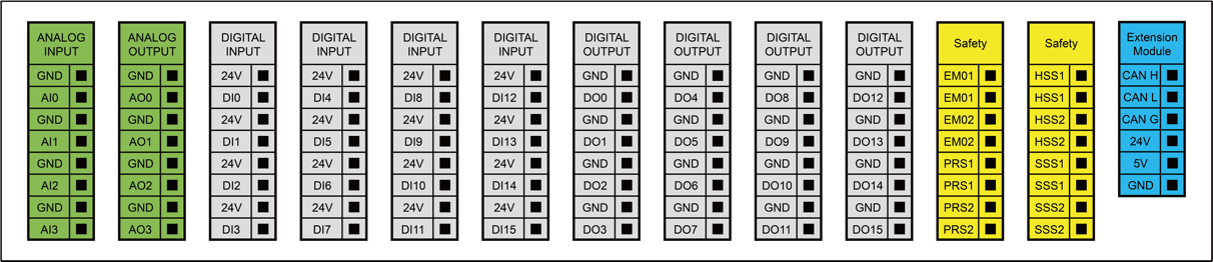 ANALOG
INPUT
GND
AI0
GND
AI1
GND
AI2
GND
AI3
ANALOG
OUTPUT
GND
AO0
GND
AO1
GND
AO2
GND
AO3
DIGITAL
INPUT
24V
DI0
24V
DI1
24V
DI2
24V
DI3
DIGITAL
INPUT
24V
DI4
24V
DI5
24V
DI6
24V
DI7
DIGITAL
INPUT
24V
DI8
24V
DI9
24V
DI10
24V
DI11
DIGITAL
INPUT
24V
DI12
24V
DI13
24V
DI14
24V
DI15
DIGITAL
OUTPUT
GND
DO0
GND
DO1
GND
DO2
GND
DO3
DIGITAL
OUTPUT
GND
DO4
GND
DO5
GND
DO6
GND
DO7
DIGITAL
OUTPUT
GND
DO8
GND
DO9
GND
DO10
GND
DO11
DIGITAL
OUTPUT
GND
DO12
GND
DO13
GND
DO14
GND
DO15
Safety
EM01
EM01
EM02
EM02
PRS1
PRS1
PRS2
PRS2
Safety
HSS1
HSS1
HSS2
HSS2
SSS1
SSS1
SSS2
SSS2
Extension
Module
CAN H
CAN L
CAN G
24V
5V
GND